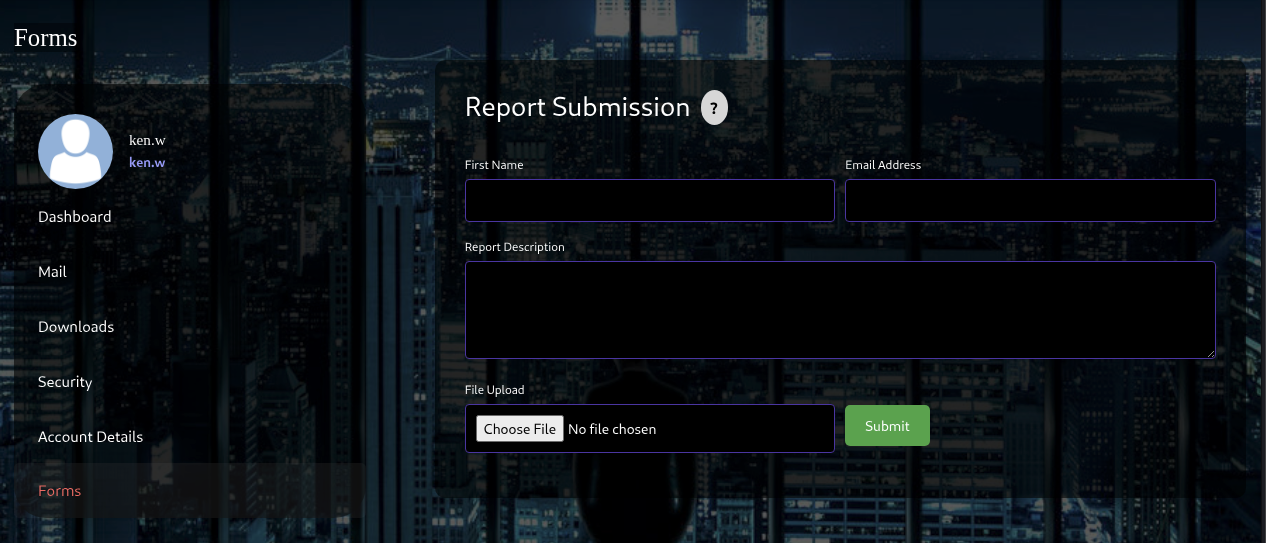 Forms
ken.w
ken.w
Dashboard
Mail
Downloads
Security
Account Details
Forms
Report Submission ?
First Name
Email Address
Report Description
File Upload
Choose File No file chosen
Submit